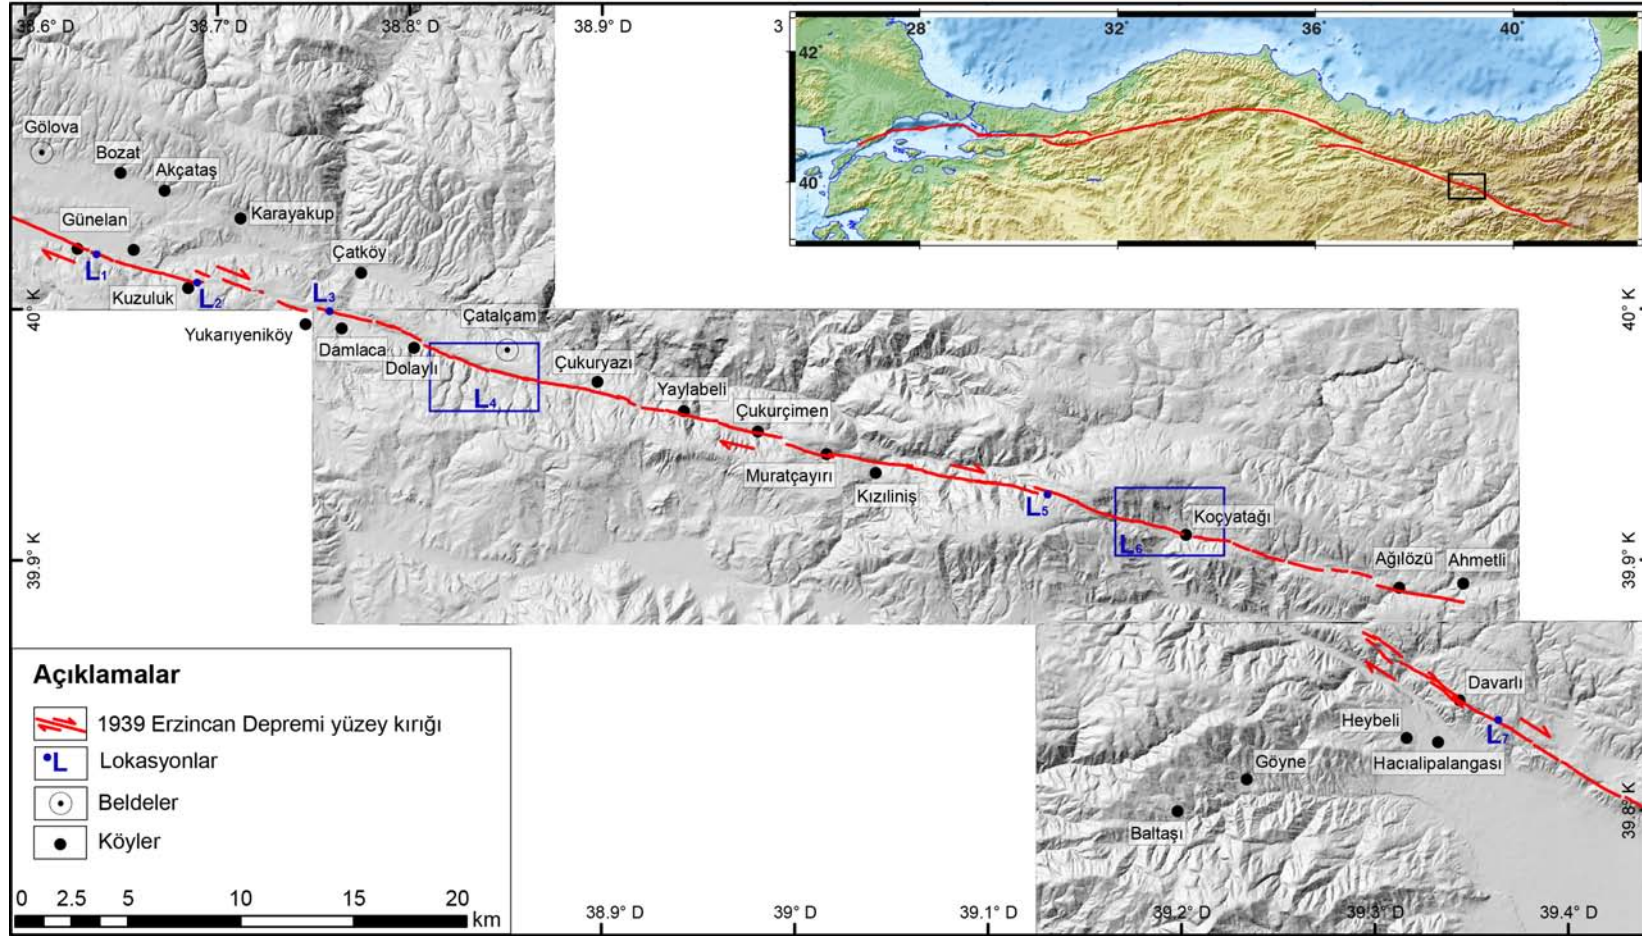 38.6° D
38.7° D
38.8° D
38.9° D
3
28°
32°
36°
40°
42°
40°
Gölova
Bozat
Akçataş
Günelan
Karayakup
Çatköy
L1
Kuzuluk
L2
L3
40° K
40° K
Yukarıyeniköy
Damlaca
Dolaylı
Çatalçam
L4
Çukuryazı
Yaylabeli
Çukurçimen
Muratçayırı
Kızıliniş
L5
Koçyatağı
L6
39.9° K
39.9° K
Ağılözü
Ahmetli
Davarlı
Heybeli
L7
Hacıalipalangası
Göyne
Baltaşı
39.8° K
Açıklamalar
1939 Erzincan Depremi yüzey kırığı
L Lokasyonlar
Beldeler
Köyler
0 2.5 5 10 15 20
km
38.9° D
39° D
39.1° D
39.2° D
39.3° D
39.4° D